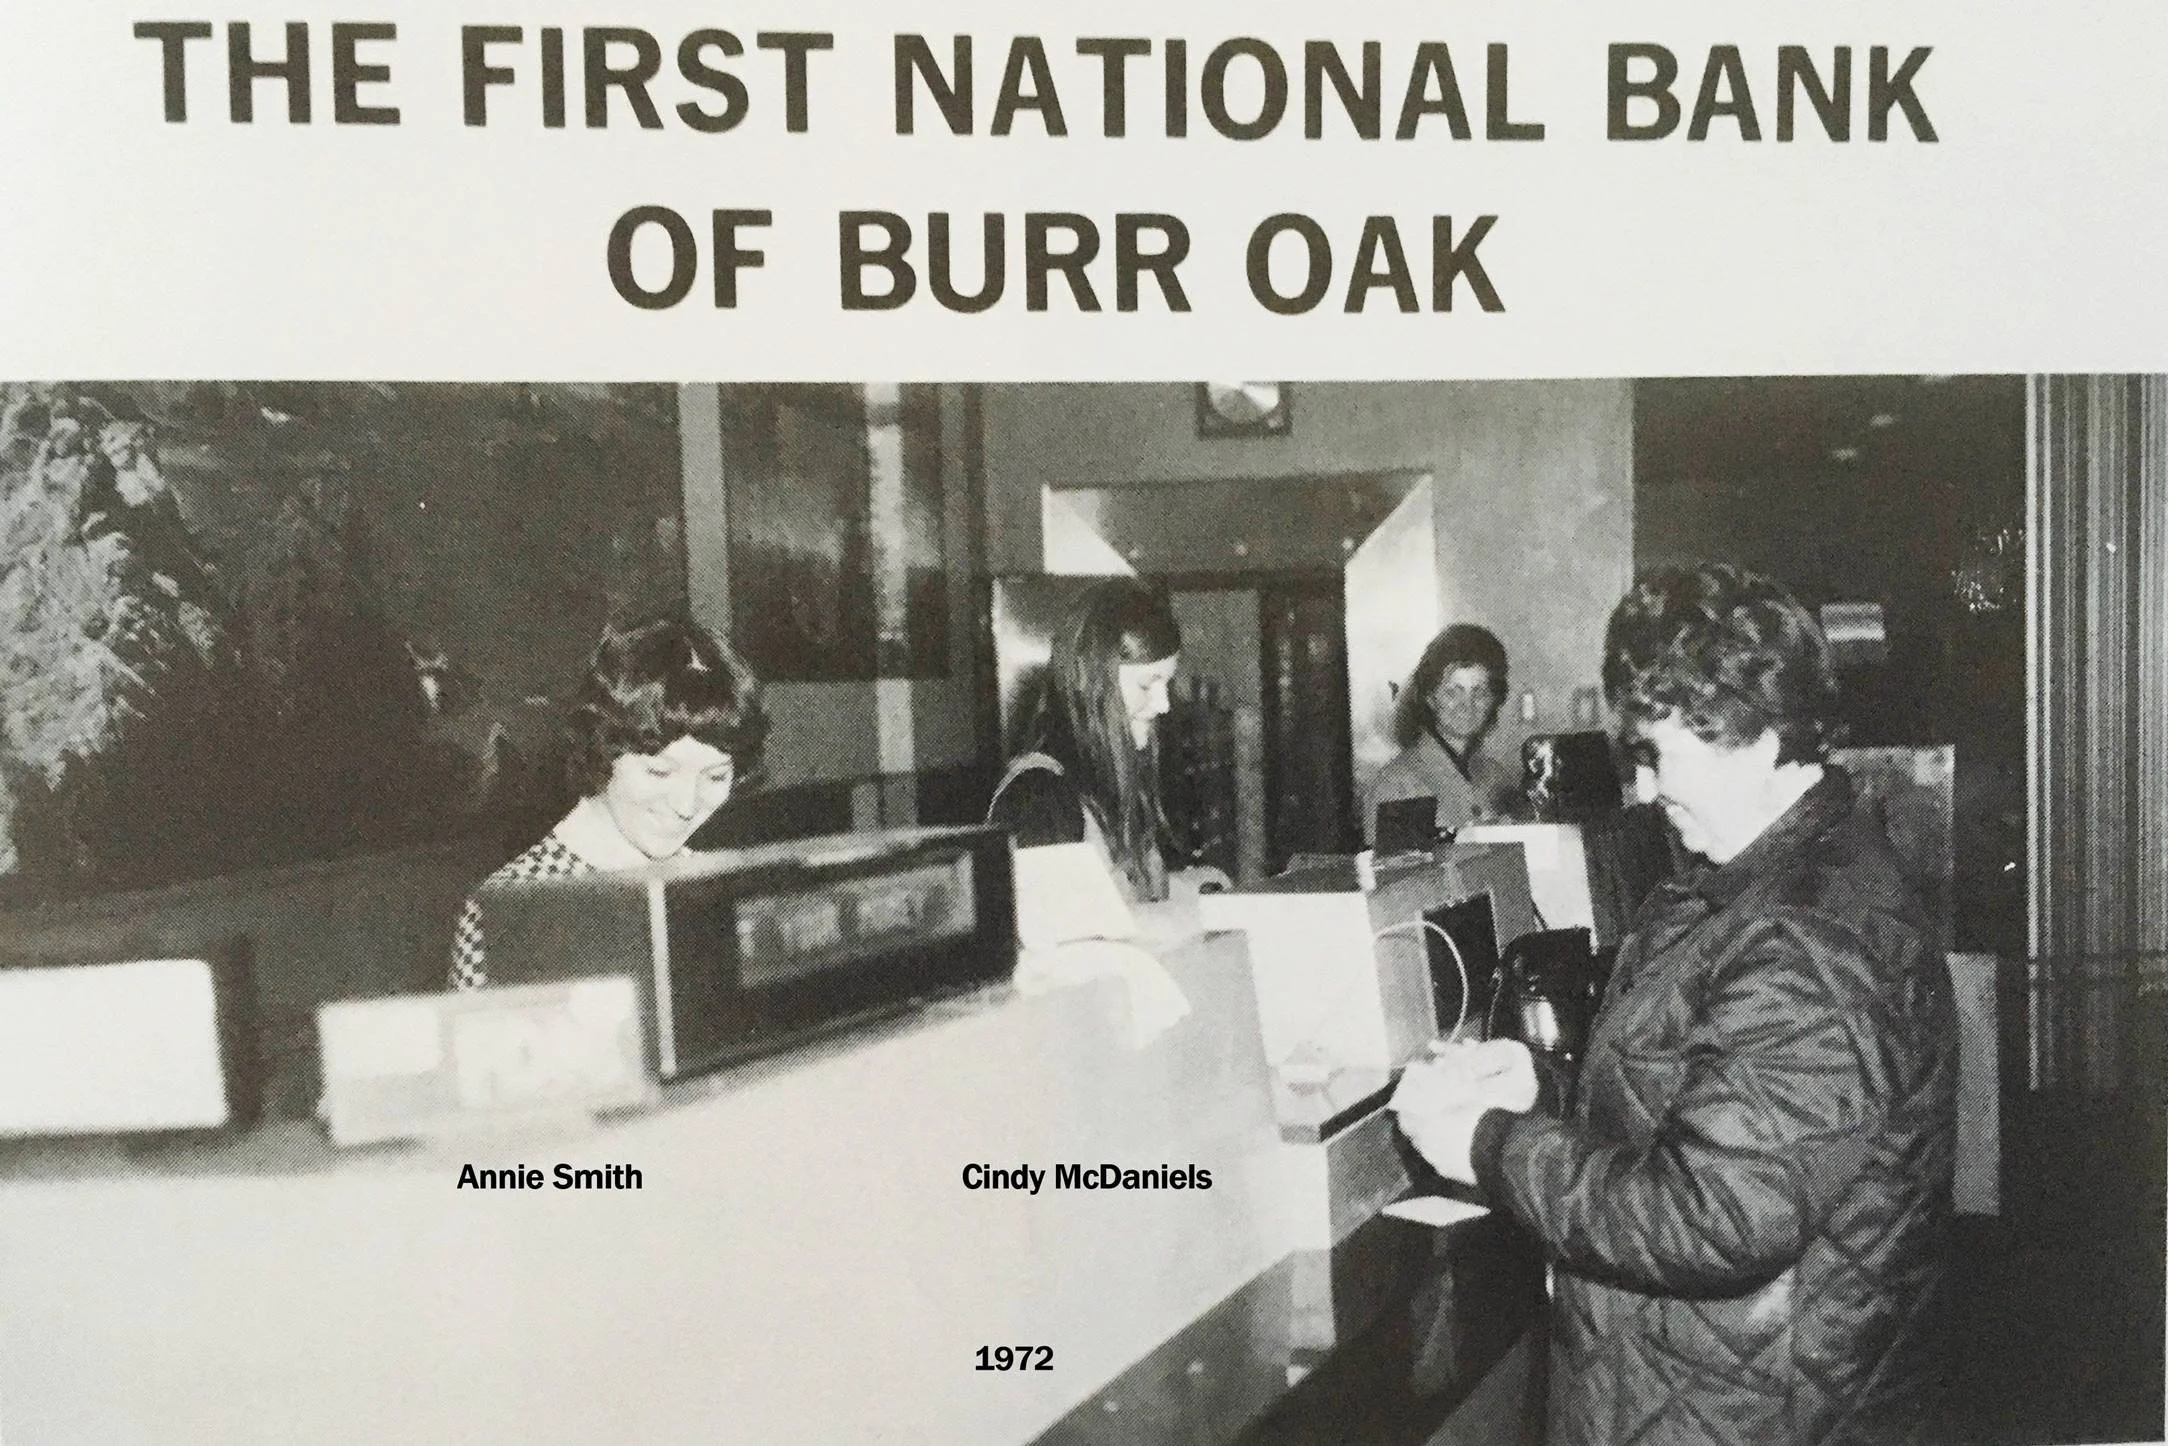 THE FIRST NATIONAL BANK
OF BURR OAK
Annie Smith
Cindy McDaniels
1972